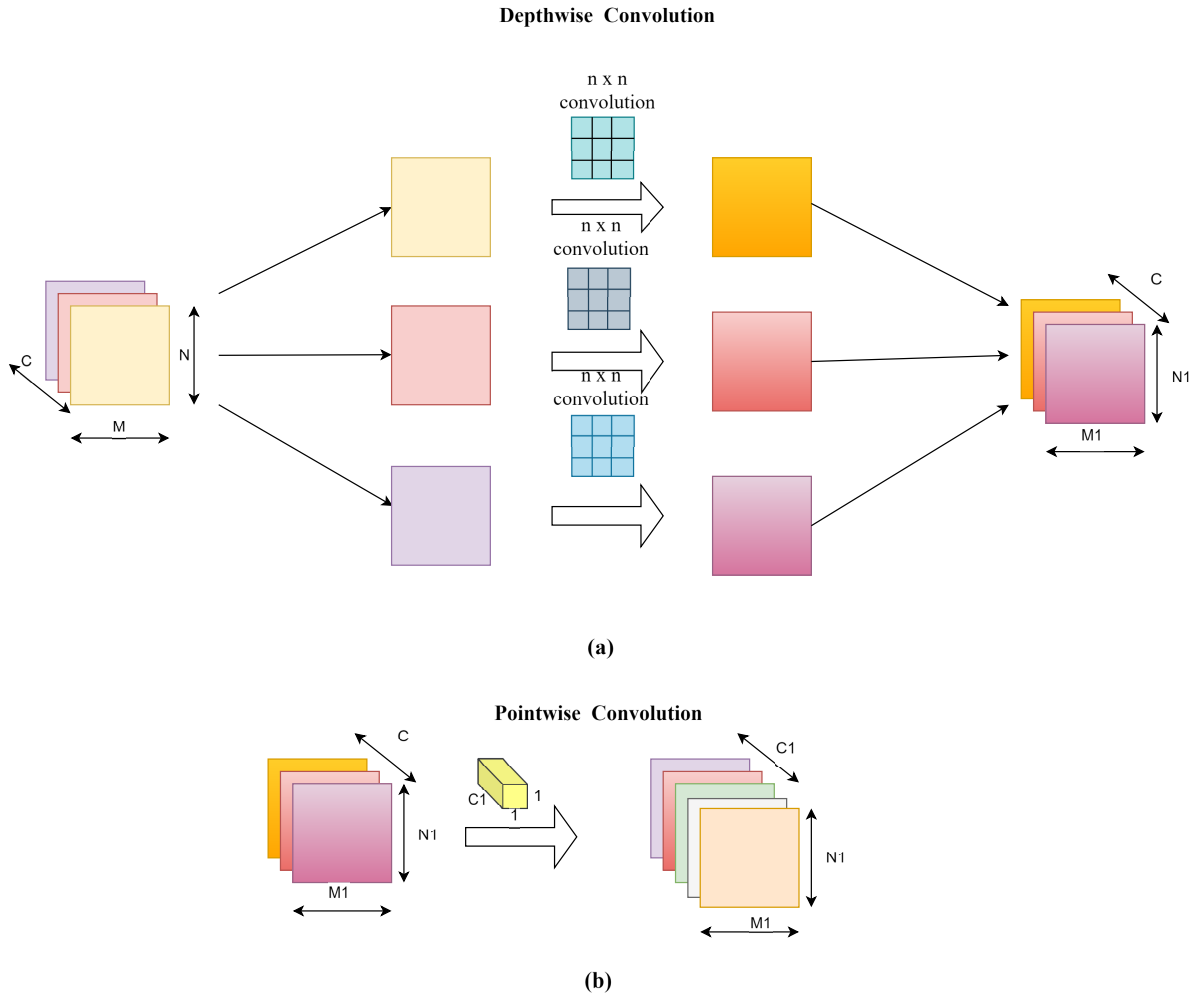 Depthwise Convolution
n x n
convolution
n x n
convolution
C
N
C
N1
M
n x n
convolution
M1
(a)
Pointwise Convolution
C
C1
C1
1
1
N1
N1
M1
M1
(b)